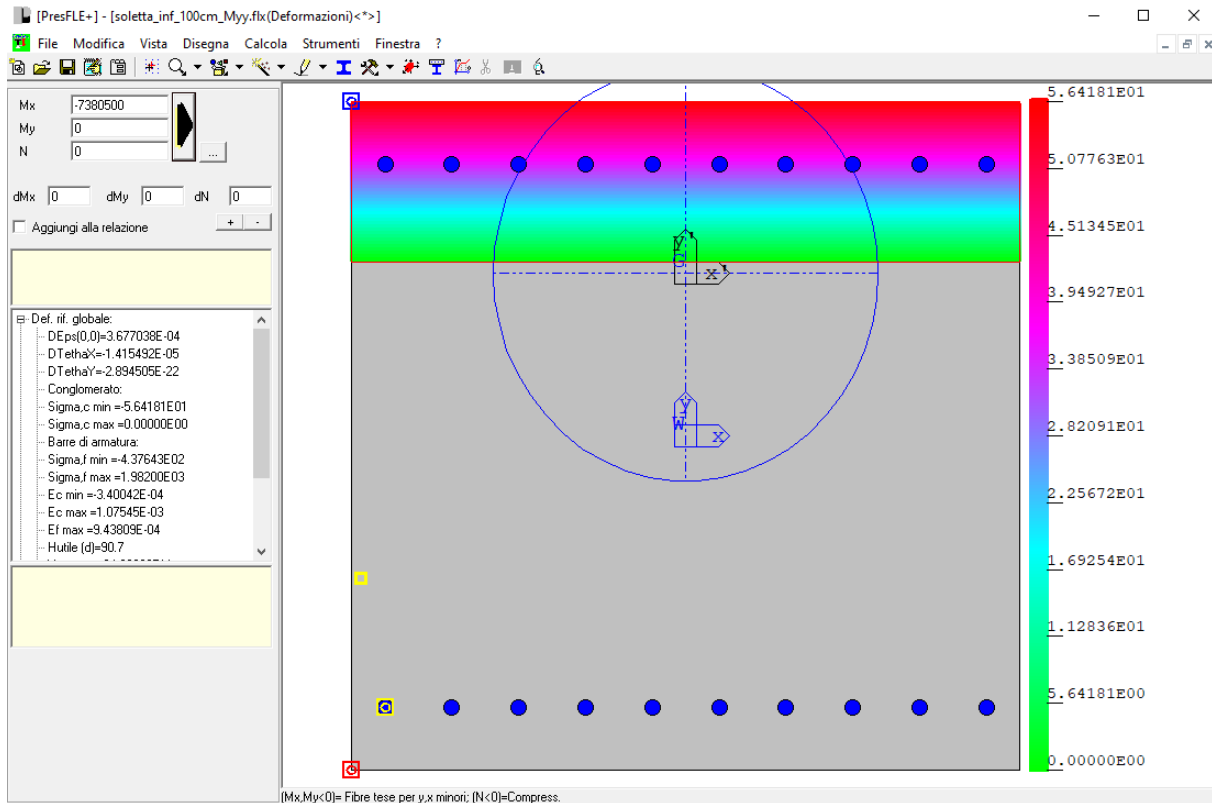 [PresFLE+] - [soletta_inf_100cm_Myy.flx(Deformazioni)<*>]
File Modifica Vista Disegna Calcola Strumenti Finestra ?
Mx -7380500
My 0
N 0
...
dMx 0 dMy 0 dN 0
Aggiungi alla relazione + -
Def. rif. globale:
DEps(0,0)=3.677038E-04
DTethaX=-1.415492E-05
DTethaY=-2.894505E-22
Conglomerato:
Sigma,c min =-5.64181E01
Sigma,c max =0.00000E00
Barre di armatura:
Sigma,f min =-4.37643E02
Sigma,f max =1.98200E03
Ec min =-3.40042E-04
Ec max =1.07545E-03
Ef max =9.43809E-04
Hutile (d)=90.7
y
G
x
y
W
x
5.64181E01
5.07763E01
4.51345E01
3.94927E01
3.38509E01
2.82091E01
2.25672E01
1.69254E01
1.12836E01
5.64181E00
0.00000E00
(Mx,My<0)= Fibre tese per y,x minori; (N<0)=Compress.